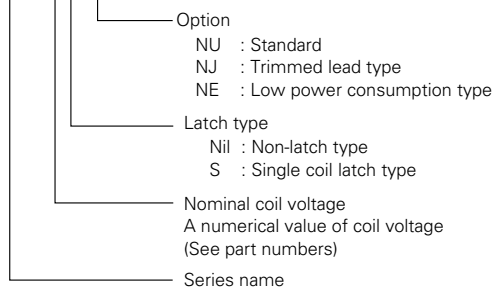 Option
NU : Standard
NJ : Trimmed lead type
NE : Low power consumption type
Latch type
Nil : Non-latch type
S : Single coil latch type
Nominal coil voltage
A numerical value of coil voltage
(See part numbers)
Series name